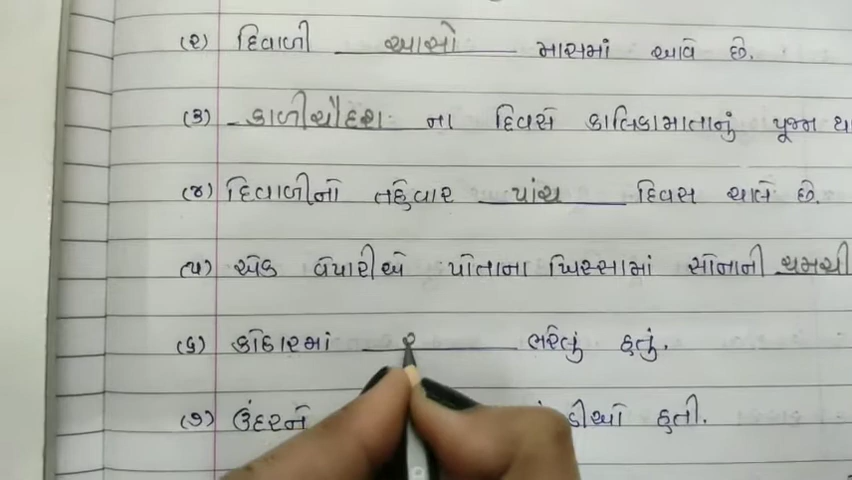 (૨) દિવાળી આસો માસમાં આવે છે.
(૩) કાળીચૌદશ ના દિવસે કાલિકામાતાનું પૂજન
(૪) દિવાળીનો તહેવાર પાંચ દિવસ ચાલે છે.
(૫) એક વેપારીએ પોતાના ખિસ્સામાં સોનાની ચમચી
(૬) કોઠારમાં ભરેલું હતું.
(૭) ઉંદરને હતી.